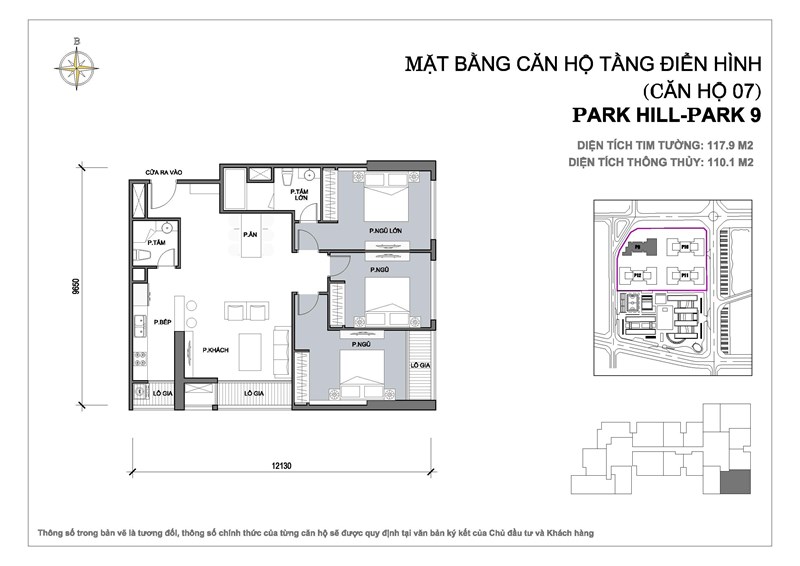 B
MẶT BẰNG CĂN HỘ TẦNG ĐIỂN HÌNH
(CĂN HỘ 07)
PARK HILL-PARK 9
DIỆN TÍCH TIM TƯỜNG: 117.9 M2
DIỆN TÍCH THÔNG THỦY: 110.1 M2
CỬA RA VÀO
P.TẮM
LỚN
P.NGỦ LỚN
P.ĂN
P.TẮM
P.NGỦ
P.BẾP
P.KHÁCH
P.NGỦ
LÔ GIA
LÔ GIA
LÔ GIA
9650
12130
P9
P10
P12
P11
Thông số trong bản vẽ là tương đối, thông số chính thức của từng căn hộ sẽ được quy định tại văn bản ký kết của Chủ đầu tư và Khách hàng